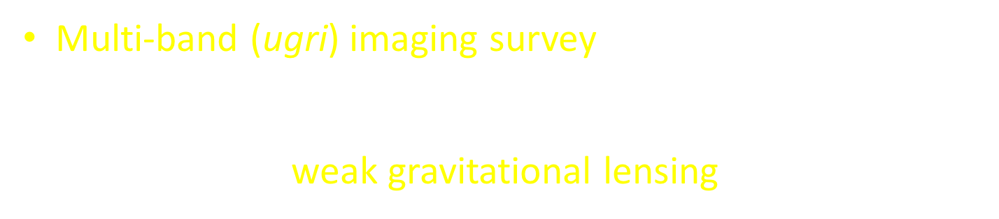 • Multi-band (ugri) imaging survey
weak gravitational lensing